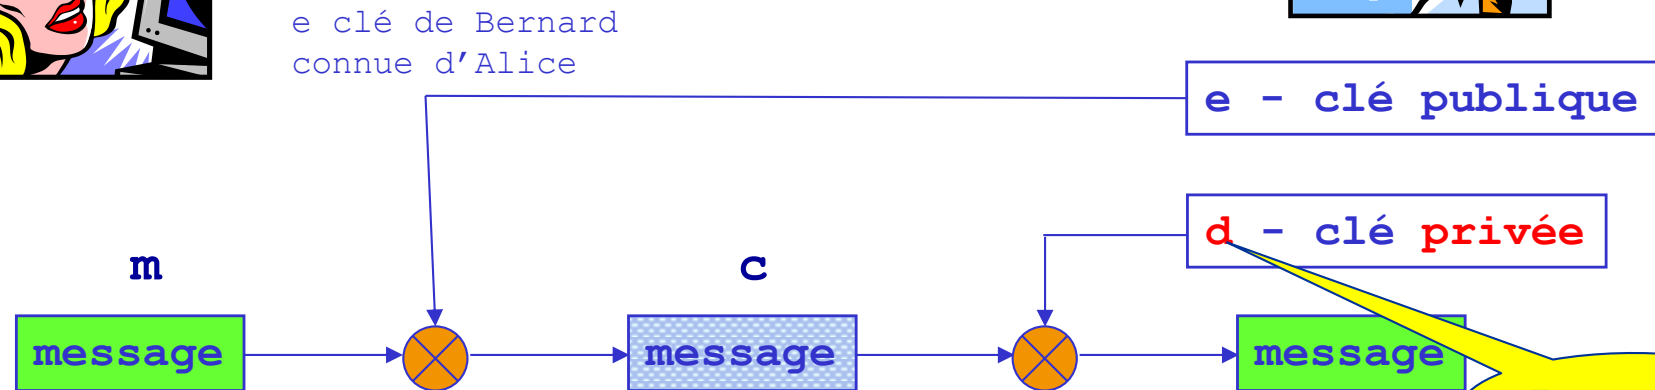 e clé de Bernard
connue d’Alice
e - clé publique
d - clé privée
m
c
message
message
message